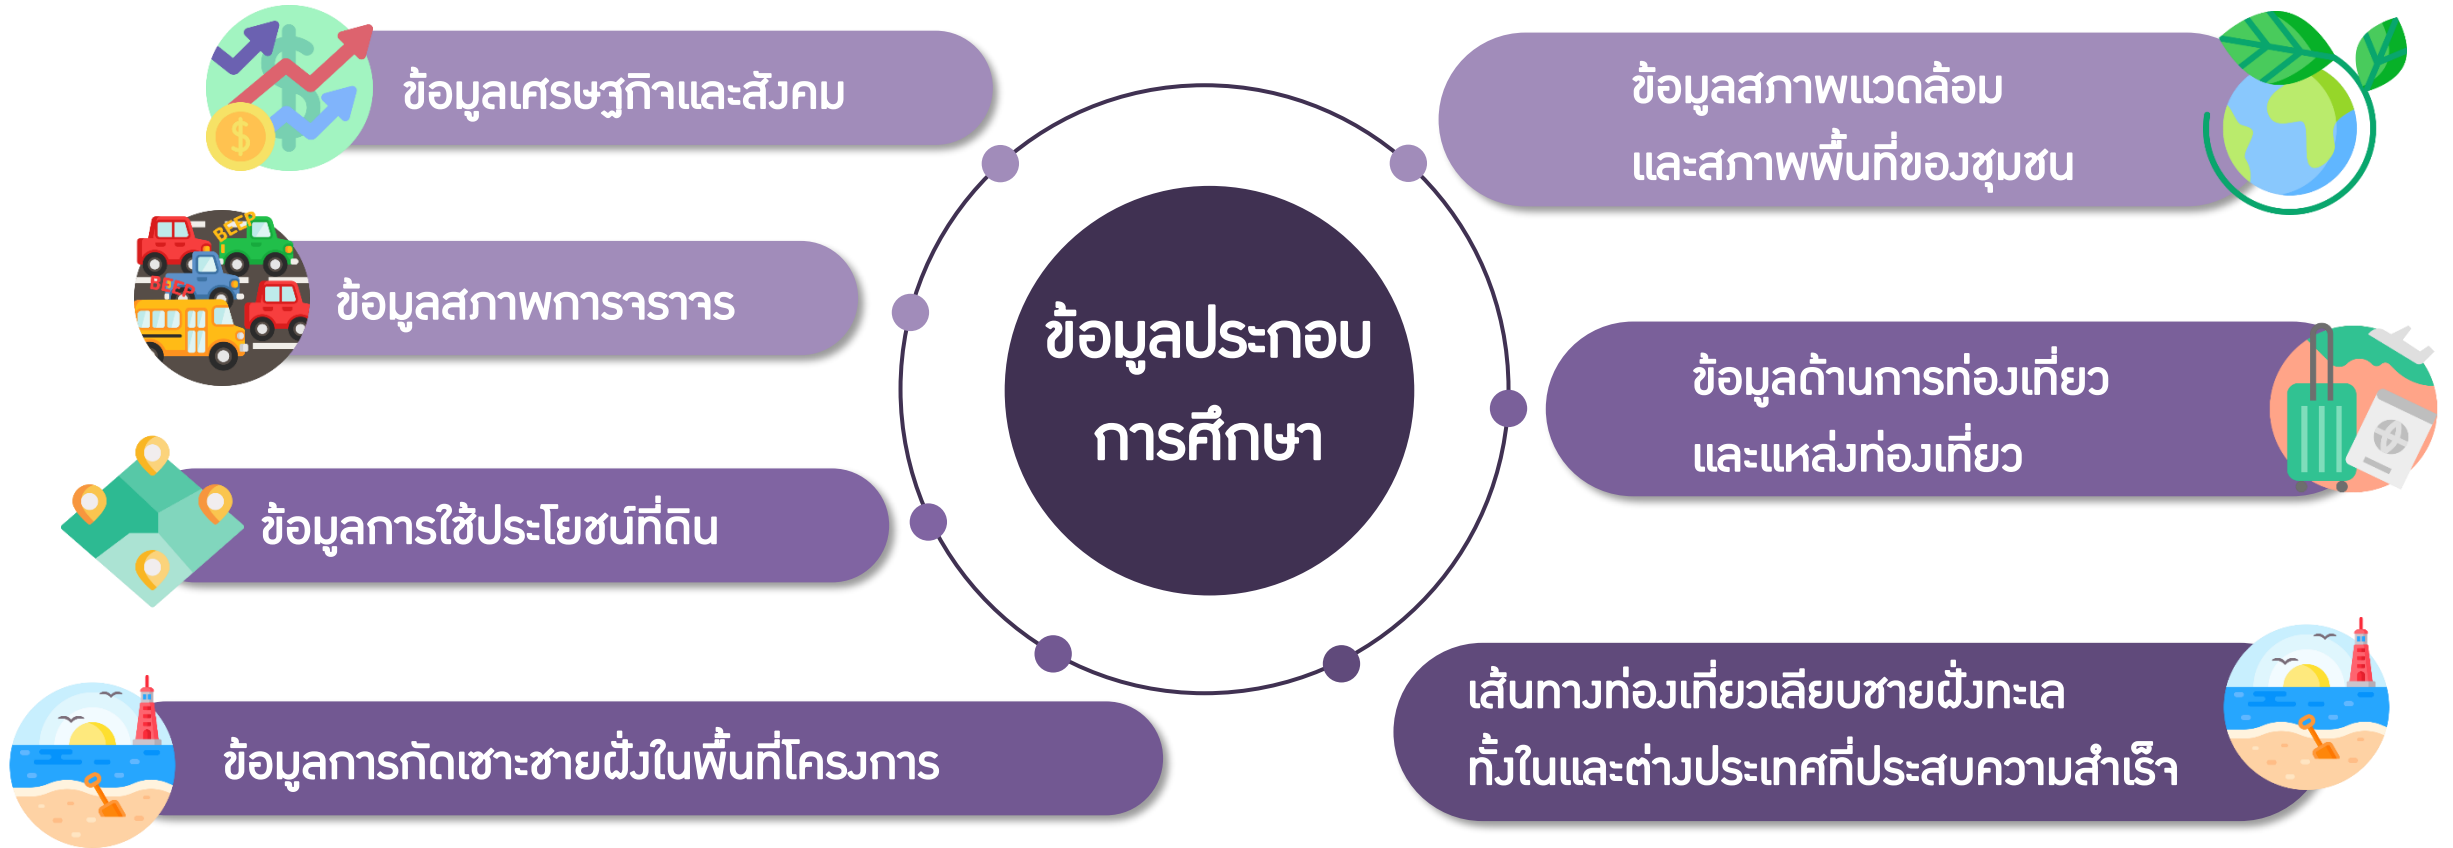 ข้อมูลเศรษฐกิจและสังคม
ข้อมูลสภาพการจราจร
BEEP
BEEP
ข้อมูลการใช้ประโยชน์ที่ดิน
ข้อมูลการกัดเซาะชายฝั่งในพื้นที่โครงการ
ข้อมูลประกอบ
การศึกษา
ข้อมูลสภาพแวดล้อม
และสภาพพื้นที่ของชุมชน
ข้อมูลด้านการท่องเที่ยว
และแหล่งท่องเที่ยว
เส้นทางท่องเที่ยวเลียบชายฝั่งทะเล
ทั้งในและต่างประเทศที่ประสบความสำเร็จ